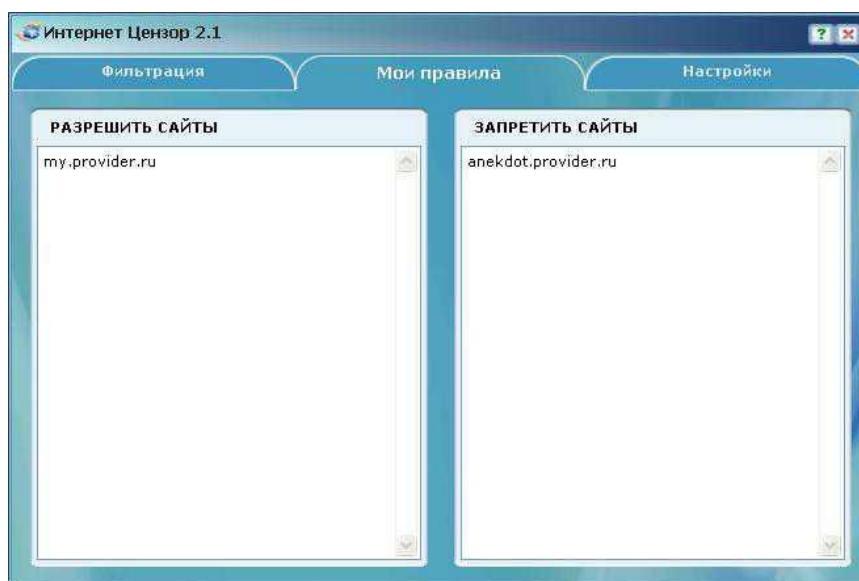 Интернет Цензор 2.1
Фильтрация
Мои правила
Настройки
РАЗРЕШИТЬ САЙТЫ
ЗАПРЕТИТЬ САЙТЫ
my.provider.ru
anekdot.provider.ru